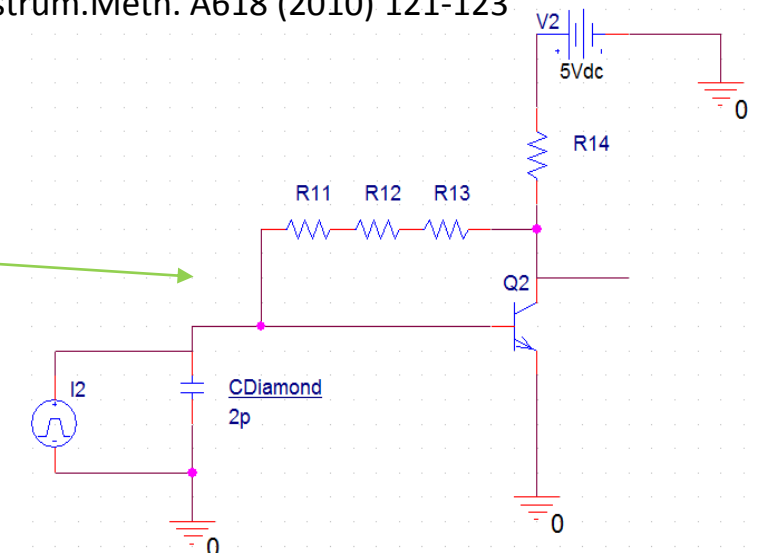 strum.Meth. A618 (2010) 121-123
V2
5Vdc
0
R14
R11 R12 R13
Q2
I2
CDiamond
2p
0
0